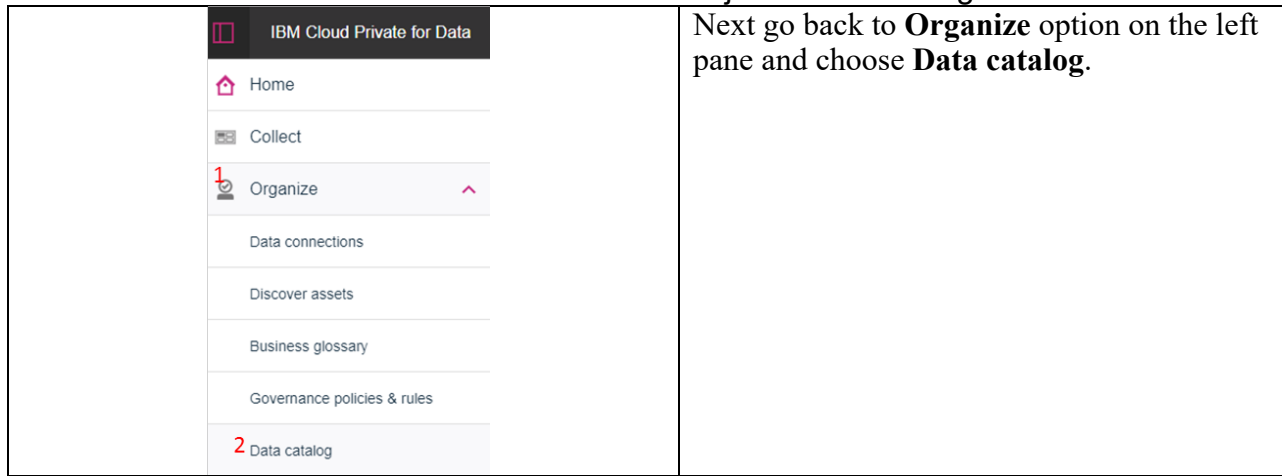 IBM Cloud Private for Data
Home
Collect
1
Organize
Data connections
Discover assets
Business glossary
Governance policies & rules
2 Data catalog
Next go back to Organize option on the left
pane and choose Data catalog.